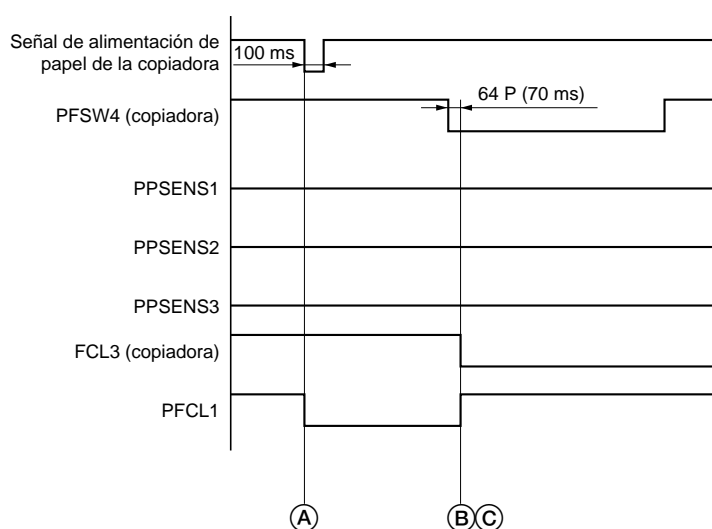 Señal de alimentación de
papel de la copiadora
100 ms
64 P (70 ms)
PFSW4 (copiadora)
PPSENS1
PPSENS2
PPSENS3
FCL3 (copiadora)
PFCL1
A
B C